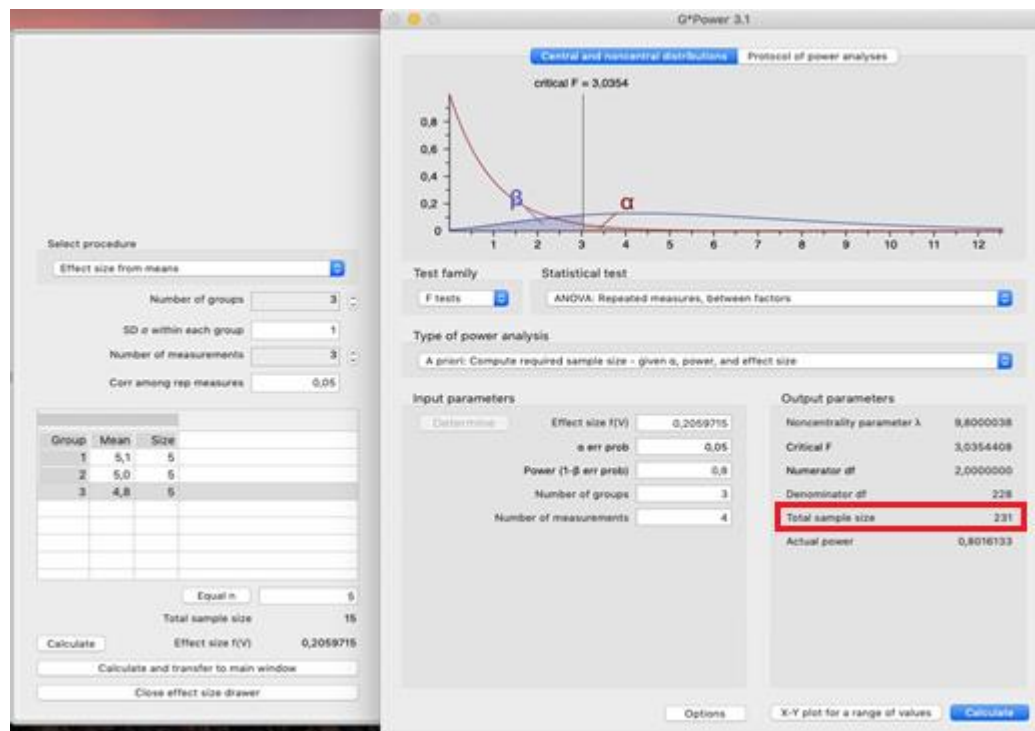 G*Power 3.1
Central and noncentral distributions Protocol of power analyses
critical F = 3,0354
0,8
0,6
0,4
0,2
0
β
α
1 2 3 4 5 6 7 8 9 10 11 12
Select procedure
Effect size from means
Number of groups 3
SD σ within each group 1
Number of measurements 3
Corr among rep measures 0,05
Group Mean Size
1 5,1 5
2 5,0 5
3 4,8 5
Equal n 5
Total sample size 15
Calculate Effect size f(V) 0,2059715
Calculate and transfer to main window
Close effect size drawer
Test family Statistical test
F tests ANOVA: Repeated measures, between factors
Type of power analysis
A priori: Compute required sample size - given α, power, and effect size
Input parameters
Determine Effect size f(V) 0,2059715
α err prob 0,05
Power (1-β err prob) 0,8
Number of groups 3
Number of measurements 4
Output parameters
Noncentrality parameter λ 9,8000038
Critical F 3,0354408
Numerator df 2,0000000
Denominator df 228
Total sample size 231
Actual power 0,8016133
Options X-Y plot for a range of values Calculate